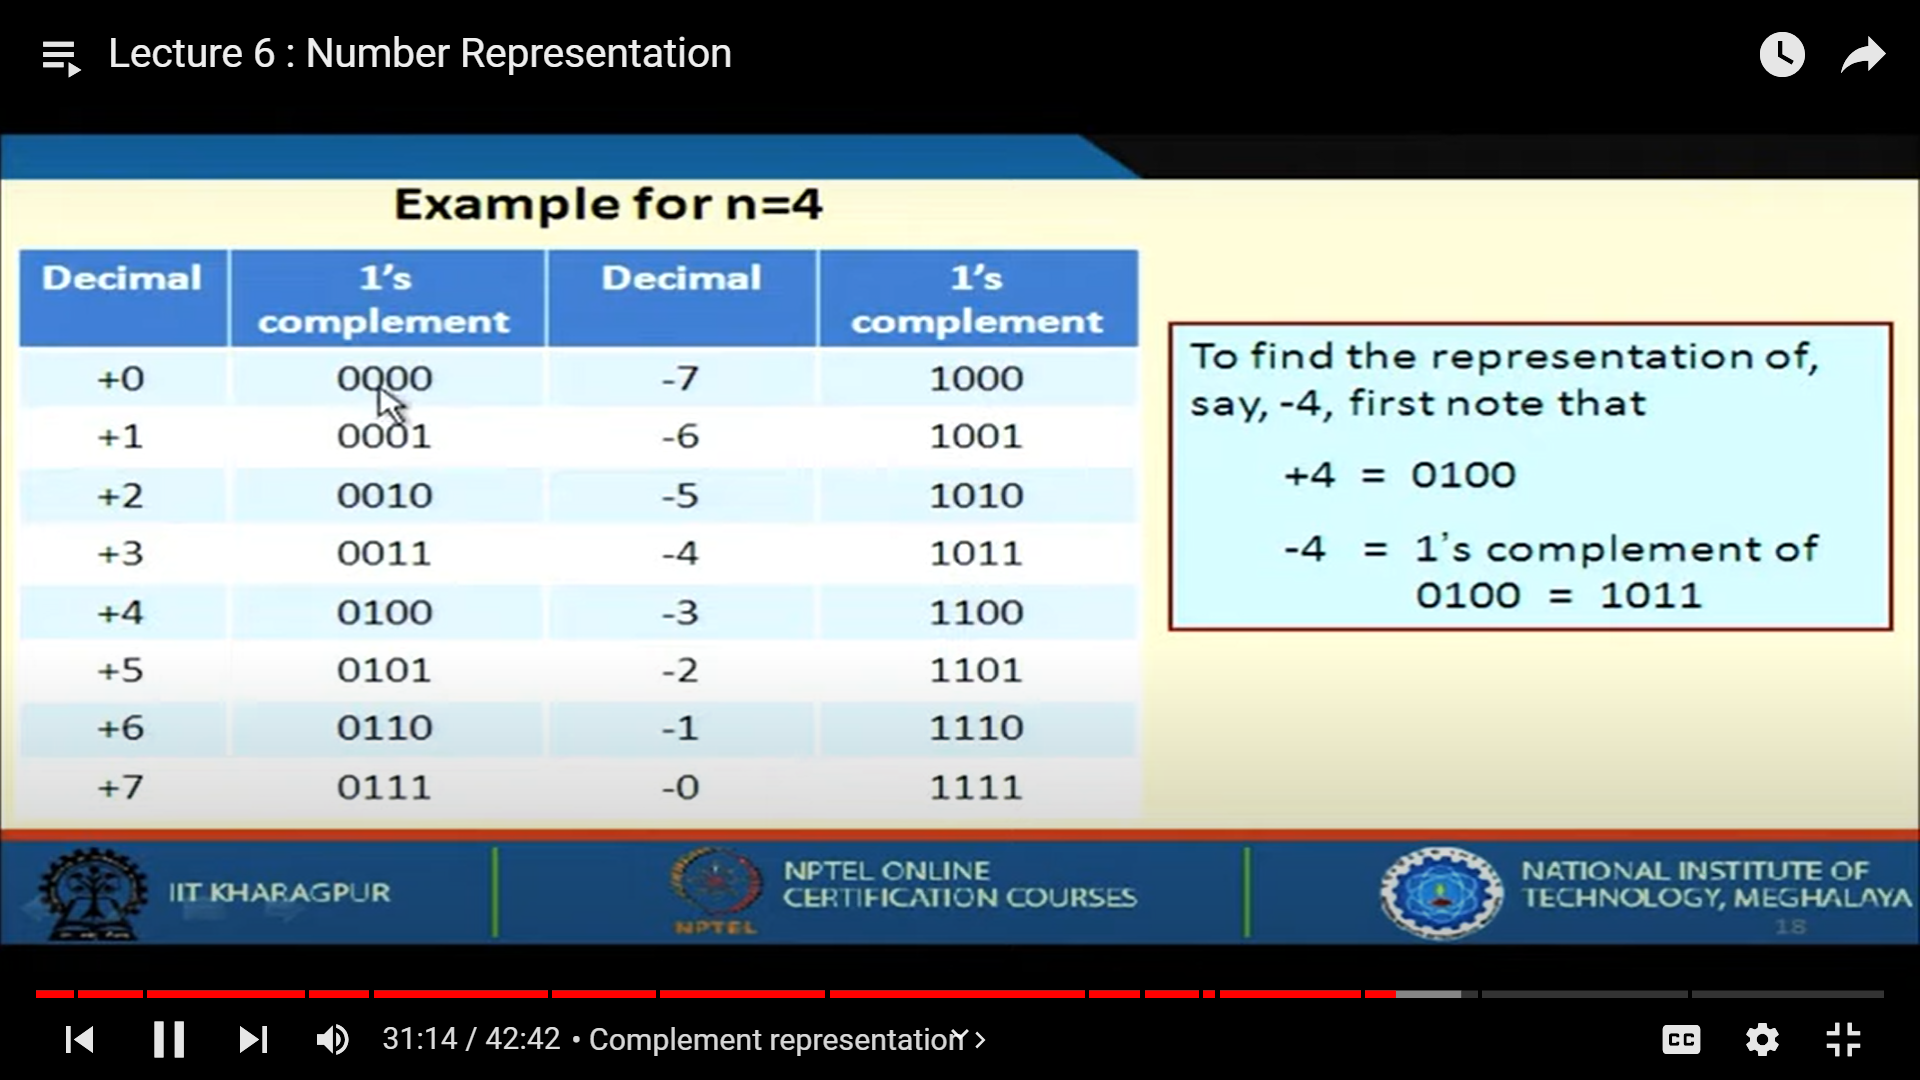 Lecture 6 : Number Representation
Example for n=4
Decimal 1's complement Decimal 1's complement
+0 0000 -7 1000
+1 0001 -6 1001
+2 0010 -5 1010
+3 0011 -4 1011
+4 0100 -3 1100
+5 0101 -2 1101
+6 0110 -1 1110
+7 0111 -0 1111
To find the representation of,
say, -4, first note that
+4 = 0100
-4 = 1's complement of
0100 = 1011
IIT KHARAGPUR
NPTEL
NPTEL ONLINE
CERTIFICATION COURSES
NATIONAL INSTITUTE OF
TECHNOLOGY, MEGHALAYA
18
31:14 / 42:42 • Complement representation
CC